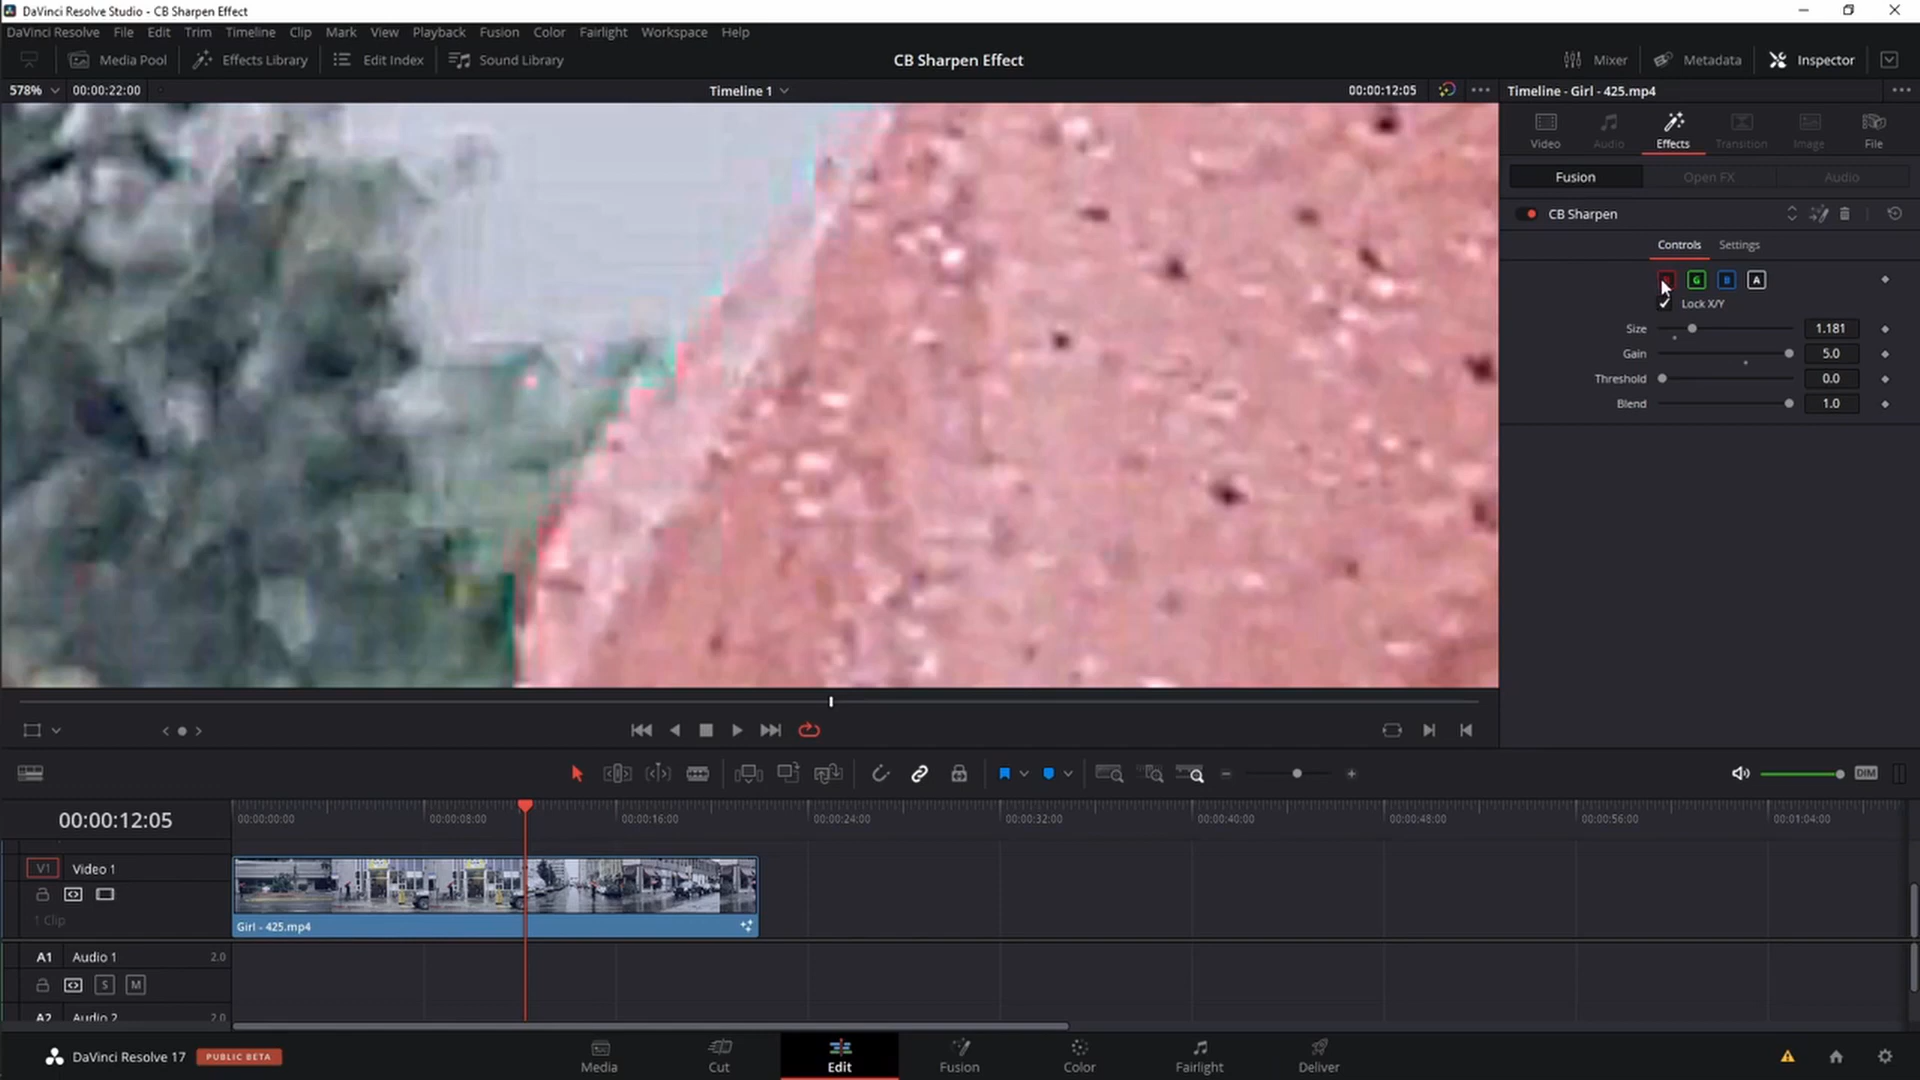 DaVinci Resolve Studio - CB Sharpen Effect
DaVinci Resolve File Edit Trim Timeline Clip Mark View Playback Fusion Color Fairlight Workspace Help
Media Pool Effects Library Edit Index Sound Library CB Sharpen Effect Mixer Metadata Inspector
578% 00:00:22:00 Timeline 1 00:00:12:05 Timeline - Girl - 425.mp4
Video Audio Effects Transition Image File
Fusion Open FX Audio
CB Sharpen
Controls Settings
G B A
Lock X/Y
Size 1.181
Gain 5.0
Threshold 0.0
Blend 1.0
DIM
00:00:12:05 00:00:00:00 00:00:08:00 00:00:16:00 00:00:24:00 00:00:32:00 00:00:40:00 00:00:48:00 00:00:56:00 00:01:04:00
V1 Video 1
1 Clip
Girl - 425.mp4
A1 Audio 1 2.0
S M
A2 Audio 2 2.0
DaVinci Resolve 17 PUBLIC BETA Media Cut Edit Fusion Color Fairlight Deliver